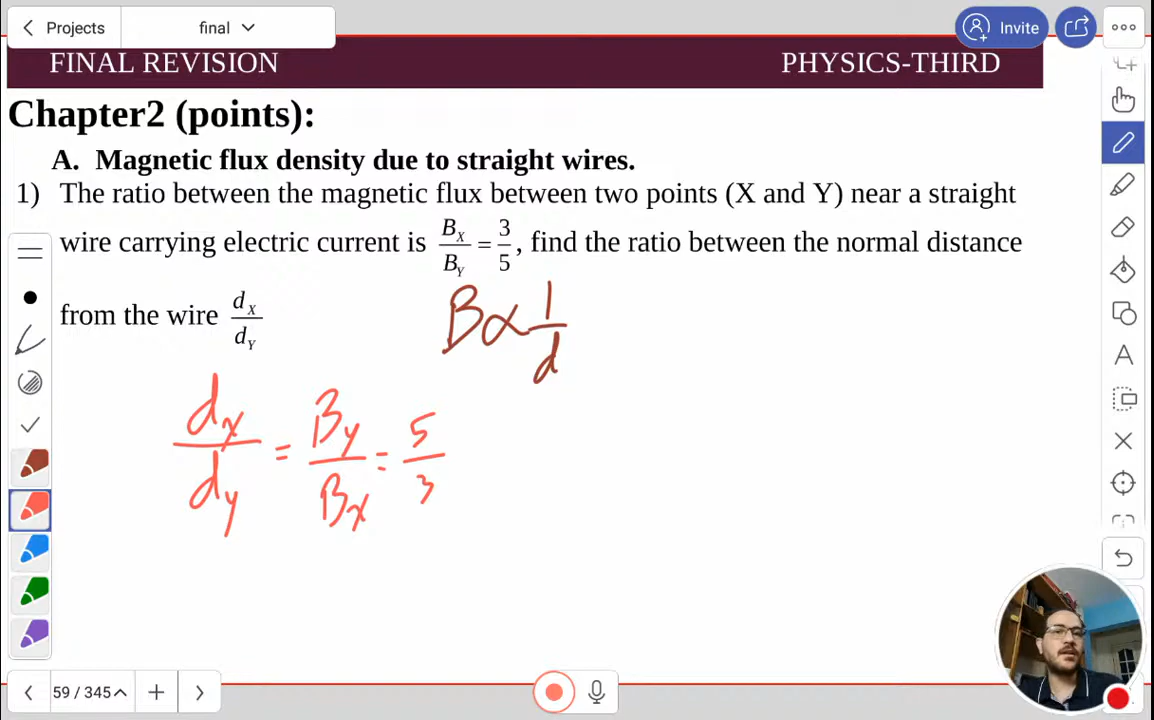 Projects final Invite
FINAL REVISION PHYSICS-THIRD
Chapter2 (points):
A. Magnetic flux density due to straight wires.
1) The ratio between the magnetic flux between two points (X and Y) near a straight
wire carrying electric current is B_X/B_Y = 3/5, find the ratio between the normal distance
from the wire d_X/d_Y
B ∝ 1/d
d_x/d_y = B_y/B_x = 5/3
A
59 / 345